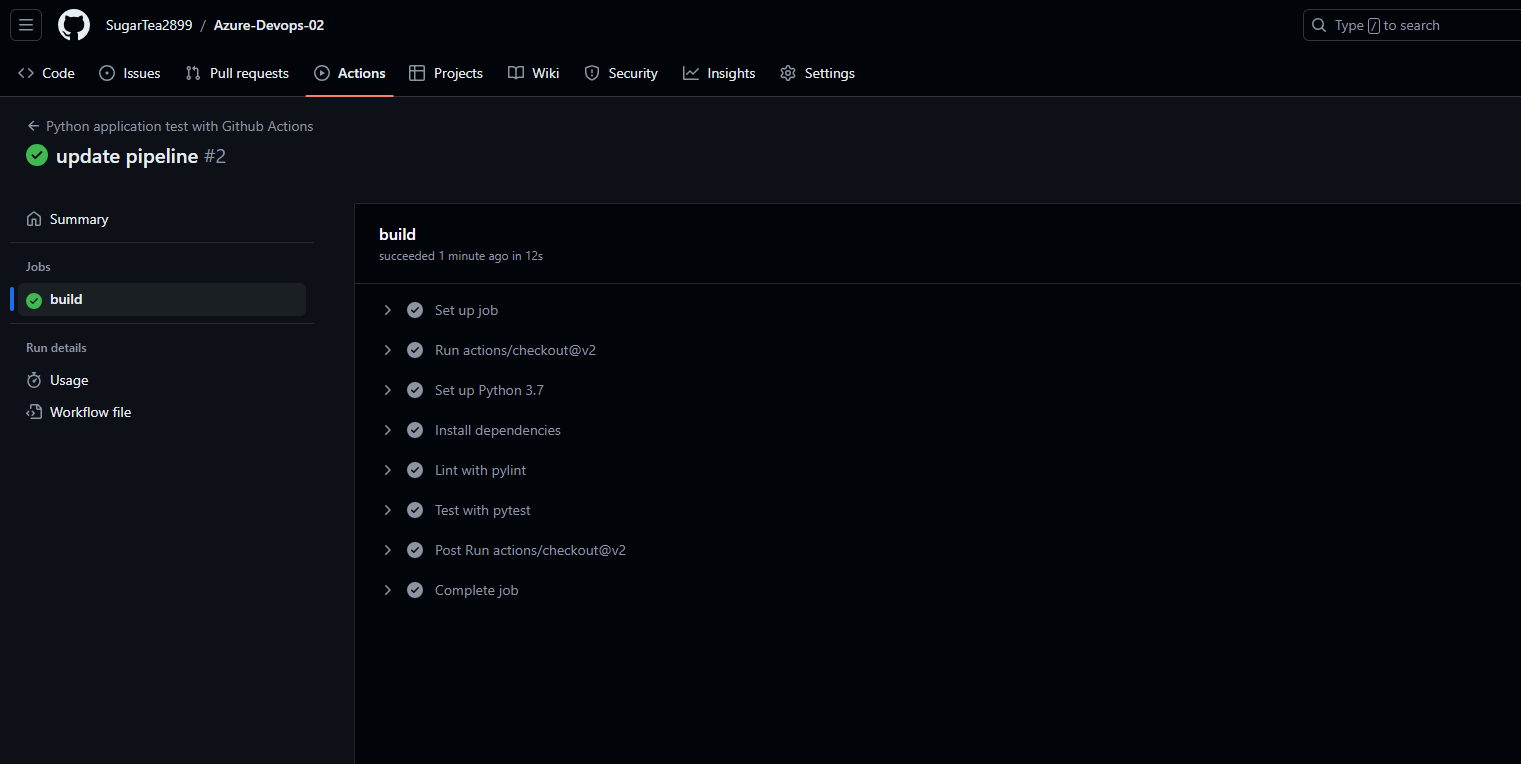 SugarTea2899 / Azure-Devops-02
Type / to search
Code Issues Pull requests Actions Projects Wiki Security Insights Settings
Python application test with Github Actions
update pipeline #2
Summary
Jobs
build
Run details
Usage
Workflow file
build
succeeded 1 minute ago in 12s
Set up job
Run actions/checkout@v2
Set up Python 3.7
Install dependencies
Lint with pylint
Test with pytest
Post Run actions/checkout@v2
Complete job